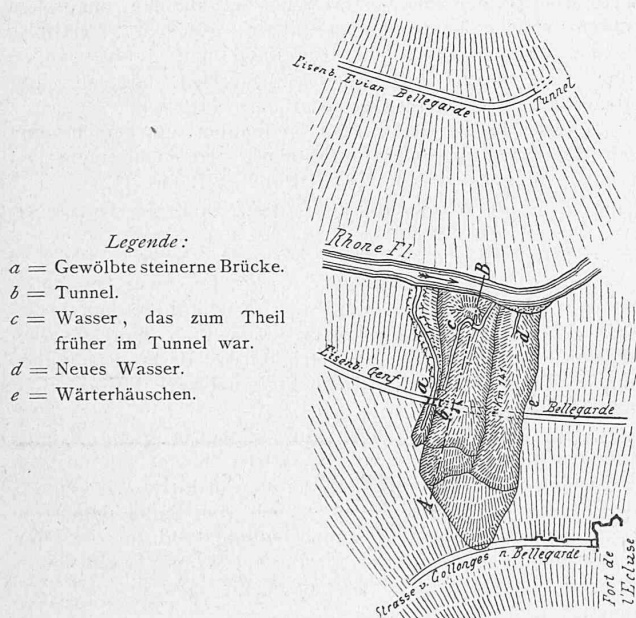 Legende:
a = Gewölbte steinerne Brücke.
b = Tunnel.
c = Wasser, das zum Theil
früher im Tunnel war.
d = Neues Wasser.
e = Wärterhäuschen.
Eisenb. Evian Bellegarde
Tunnel
Rhone Fl:
B
c
d
Eisenb. Genf
a
b
e
Bellegarde
A
Strasse v. Collonges n. Bellegarde
Fort de
l'Ecluse